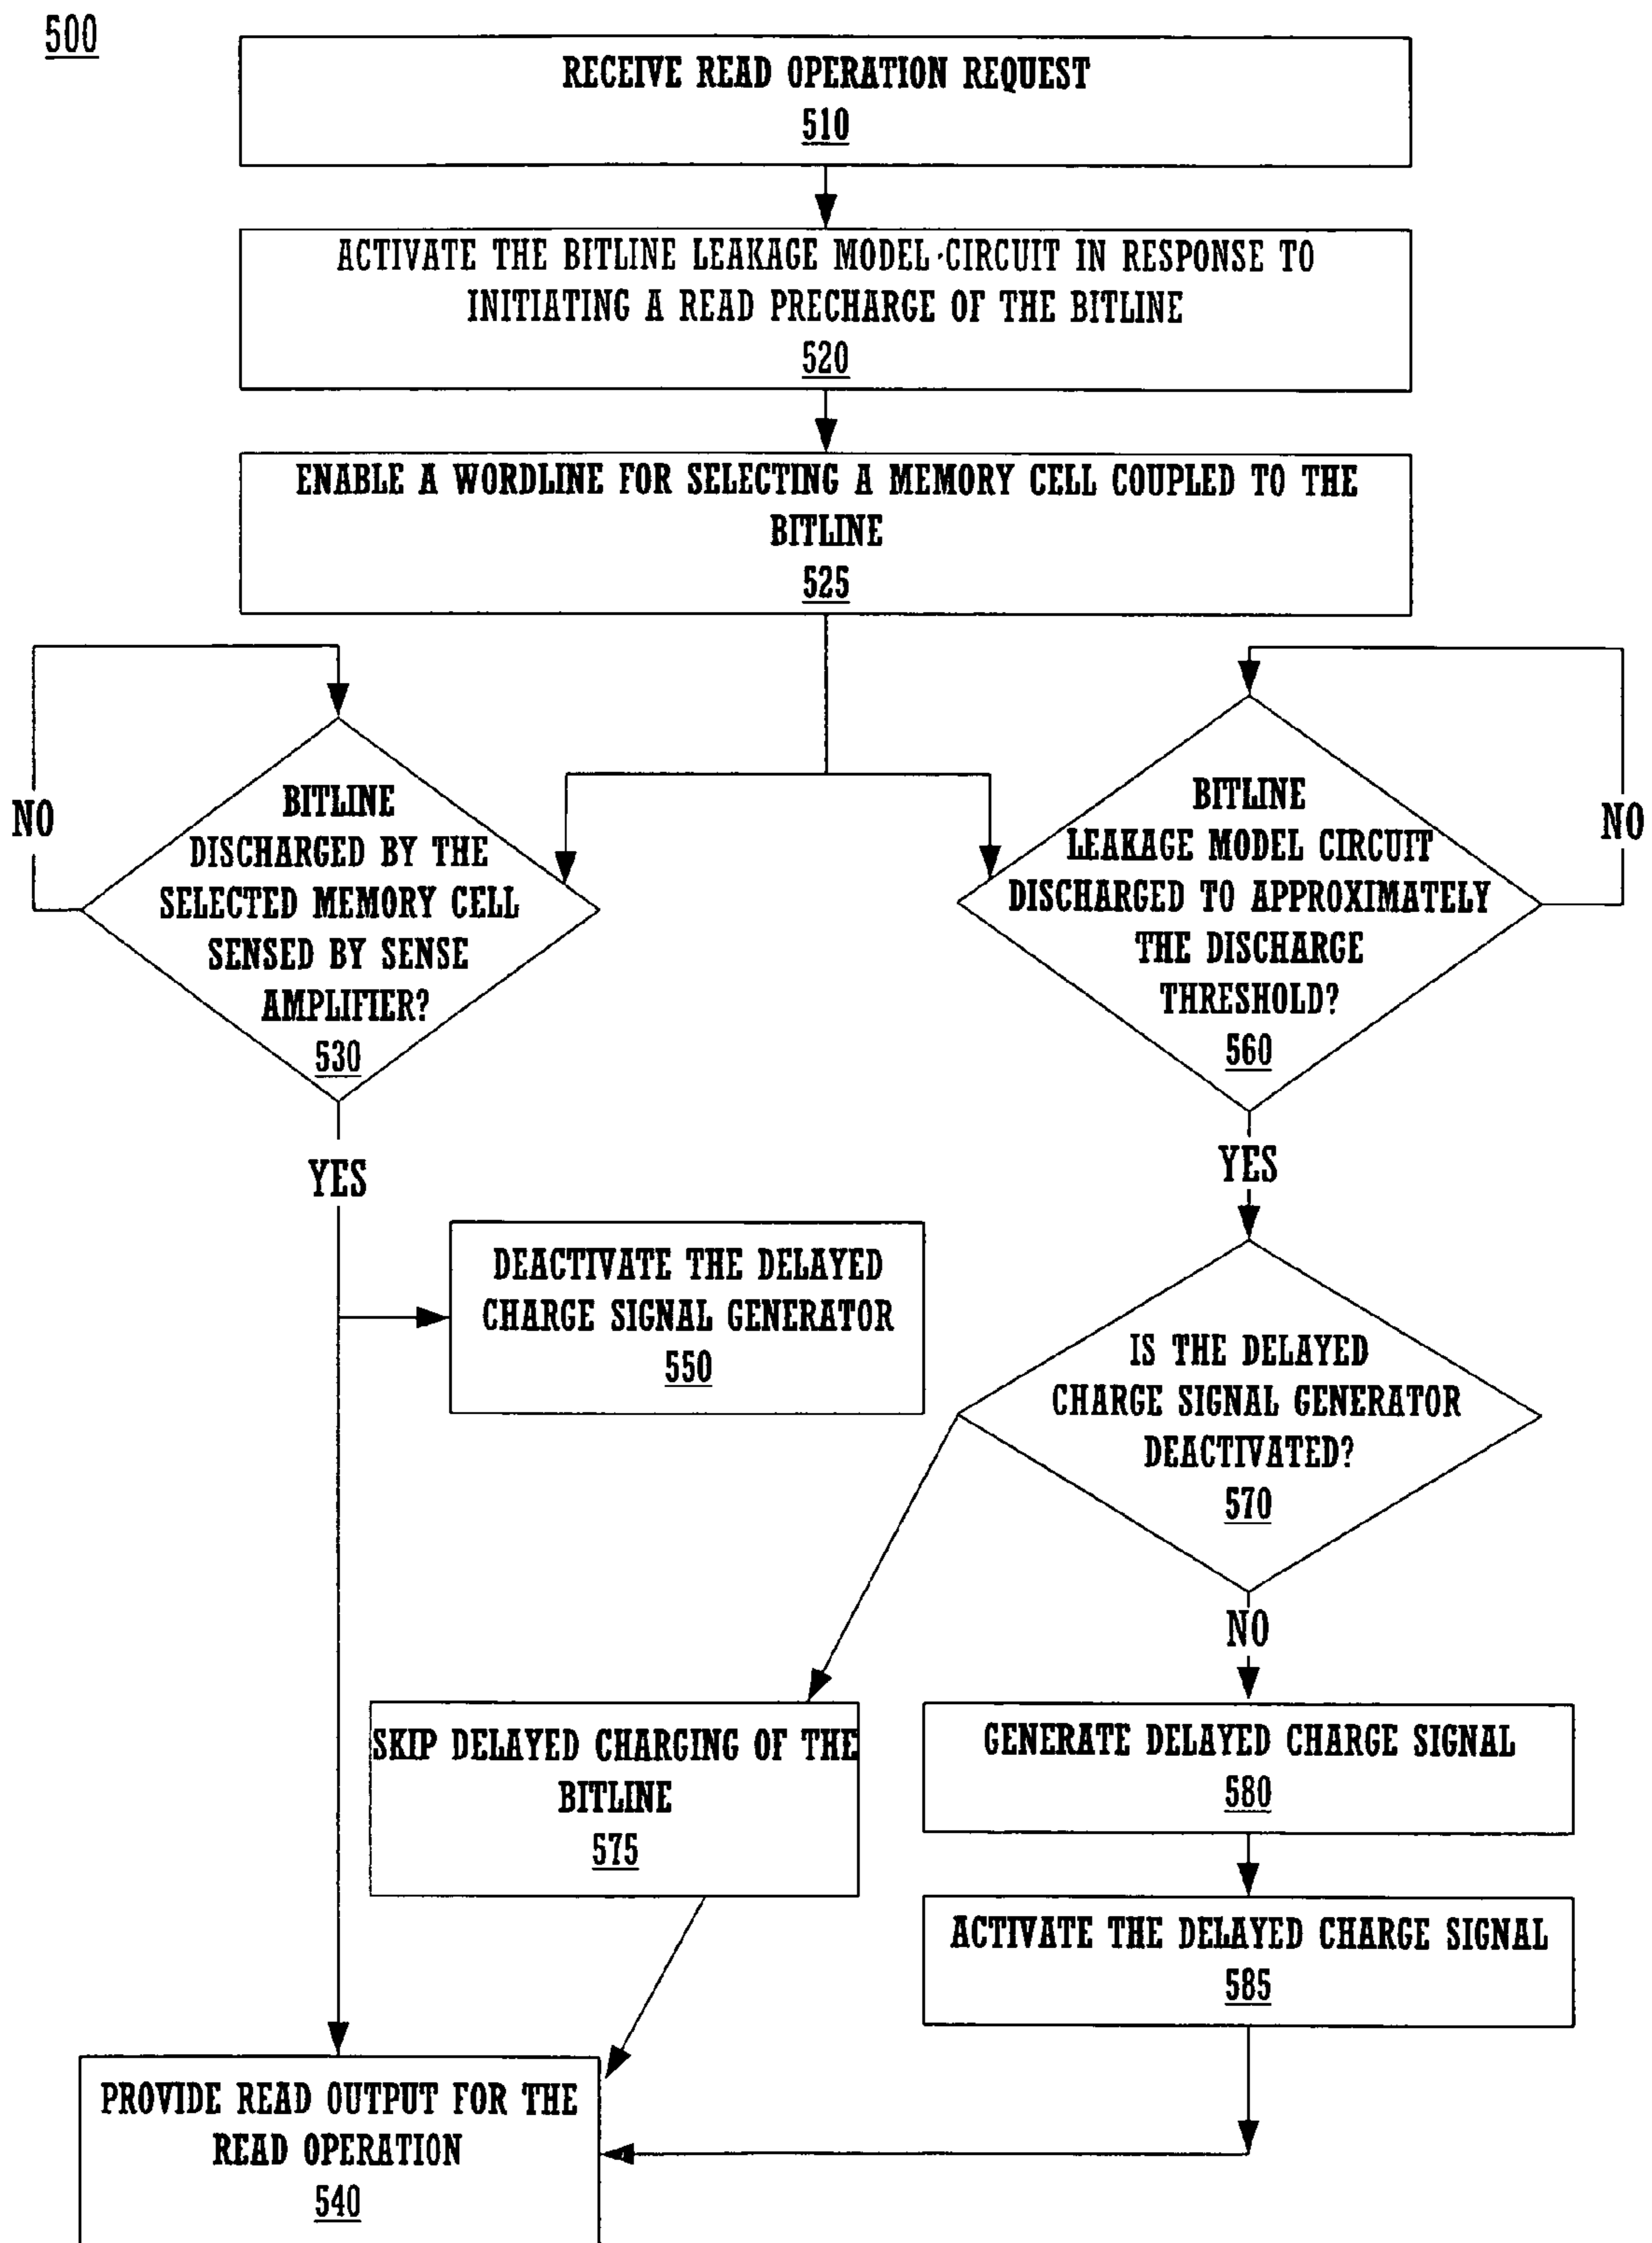 500
RECEIVE READ OPERATION REQUEST
510
ACTIVATE THE BITLINE LEAKAGE MODEL CIRCUIT IN RESPONSE TO
INITIATING A READ PRECHARGE OF THE BITLINE
520
ENABLE A WORDLINE FOR SELECTING A MEMORY CELL COUPLED TO THE
BITLINE
525
NO
BITLINE
DISCHARGED BY THE
SELECTED MEMORY CELL
SENSED BY SENSE
AMPLIFIER?
530
BITLINE
LEAKAGE MODEL CIRCUIT
DISCHARGED TO APPROXIMATELY
THE DISCHARGE
THRESHOLD?
560
NO
YES
YES
DEACTIVATE THE DELAYED
CHARGE SIGNAL GENERATOR
550
IS THE DELAYED
CHARGE SIGNAL GENERATOR
DEACTIVATED?
570
NO
SKIP DELAYED CHARGING OF THE
BITLINE
575
GENERATE DELAYED CHARGE SIGNAL
580
ACTIVATE THE DELAYED CHARGE SIGNAL
585
PROVIDE READ OUTPUT FOR THE
READ OPERATION
540